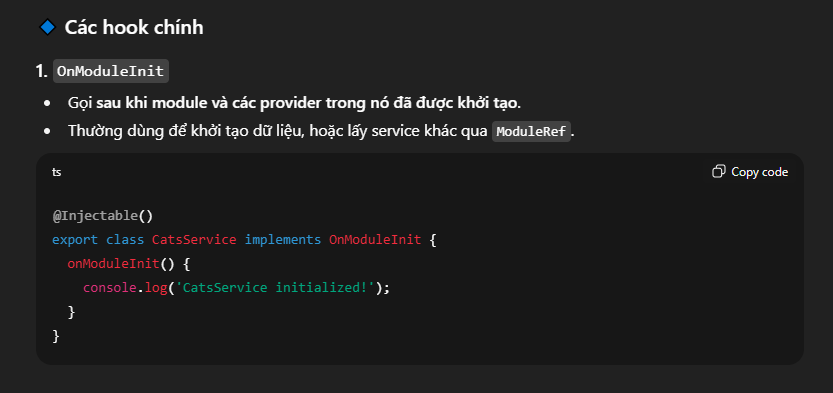 Các hook chính
1. OnModuleInit
• Gọi sau khi module và các provider trong nó đã được khởi tạo.
• Thường dùng để khởi tạo dữ liệu, hoặc lấy service khác qua ModuleRef.
ts
Copy code
@Injectable()
export class CatsService implements OnModuleInit {
  onModuleInit() {
    console.log('CatsService initialized!');
  }
}